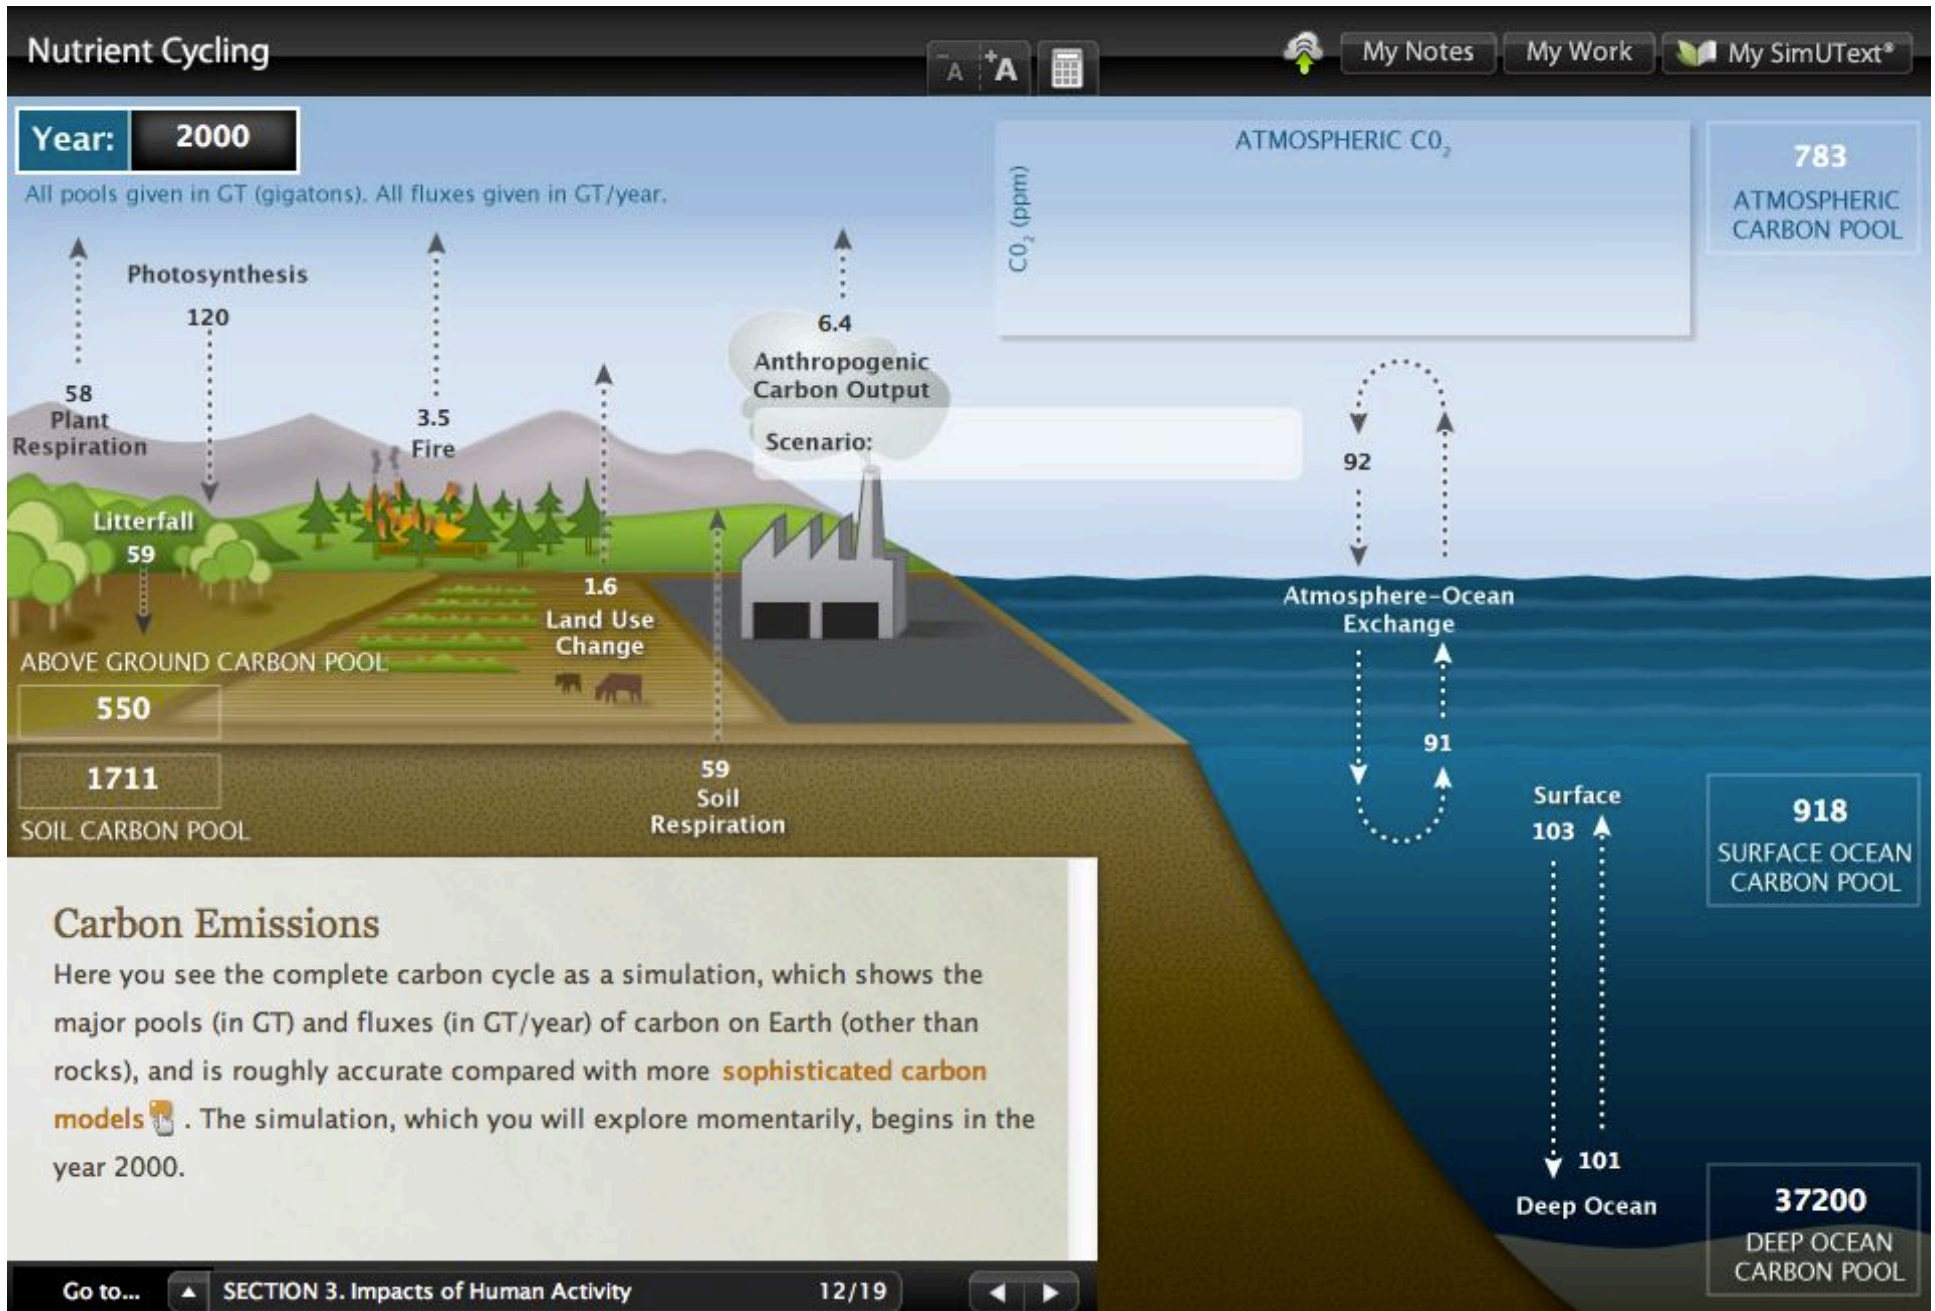 Nutrient Cycling
-A +A
My Notes
My Work
My SimUText®
Year: 2000
All pools given in GT (gigatons). All fluxes given in GT/year.
ATMOSPHERIC CO2
CO2 (ppm)
783
ATMOSPHERIC
CARBON POOL
Photosynthesis
120
58
Plant
Respiration
3.5
Fire
6.4
Anthropogenic
Carbon Output
Scenario:
92
Litterfall
59
1.6
Land Use
Change
Atmosphere-Ocean
Exchange
91
ABOVE GROUND CARBON POOL
550
1711
SOIL CARBON POOL
59
Soil
Respiration
Surface
103
918
SURFACE OCEAN
CARBON POOL
Carbon Emissions
Here you see the complete carbon cycle as a simulation, which shows the
major pools (in GT) and fluxes (in GT/year) of carbon on Earth (other than
rocks), and is roughly accurate compared with more sophisticated carbon
models . The simulation, which you will explore momentarily, begins in the
year 2000.
101
Deep Ocean
37200
DEEP OCEAN
CARBON POOL
Go to...
SECTION 3. Impacts of Human Activity
12/19